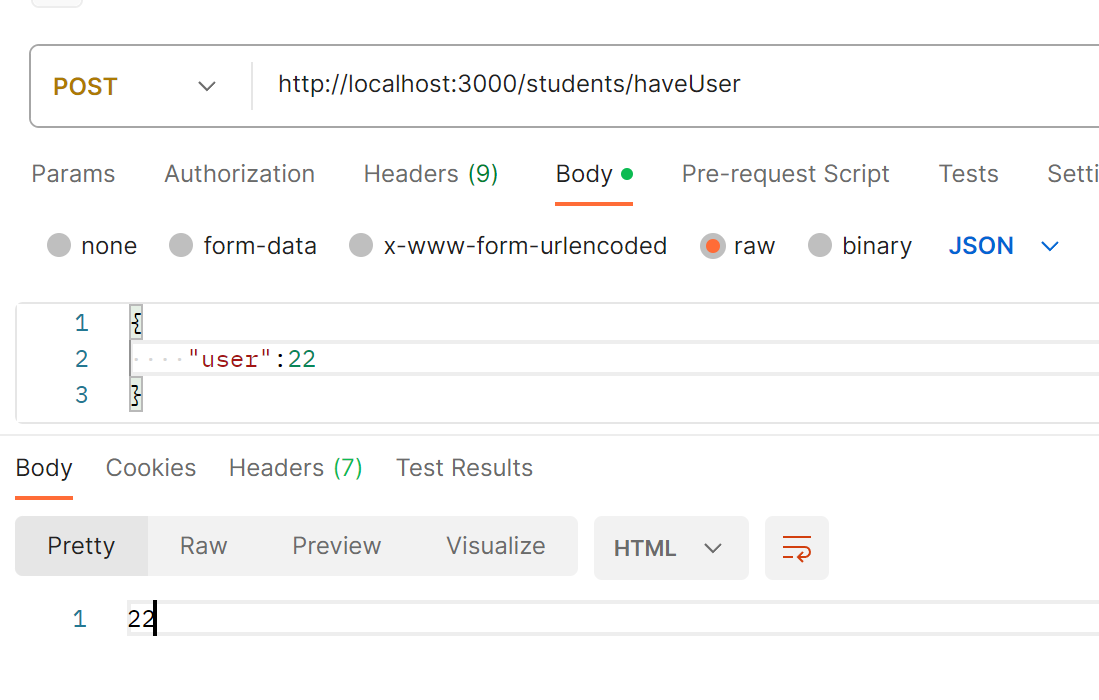 POST http://localhost:3000/students/haveUser
Params Authorization Headers (9) Body Pre-request Script Tests Setti
none form-data x-www-form-urlencoded raw binary JSON
1 {
2 ····"user":22
3 }
Body Cookies Headers (7) Test Results
Pretty Raw Preview Visualize HTML
1 22